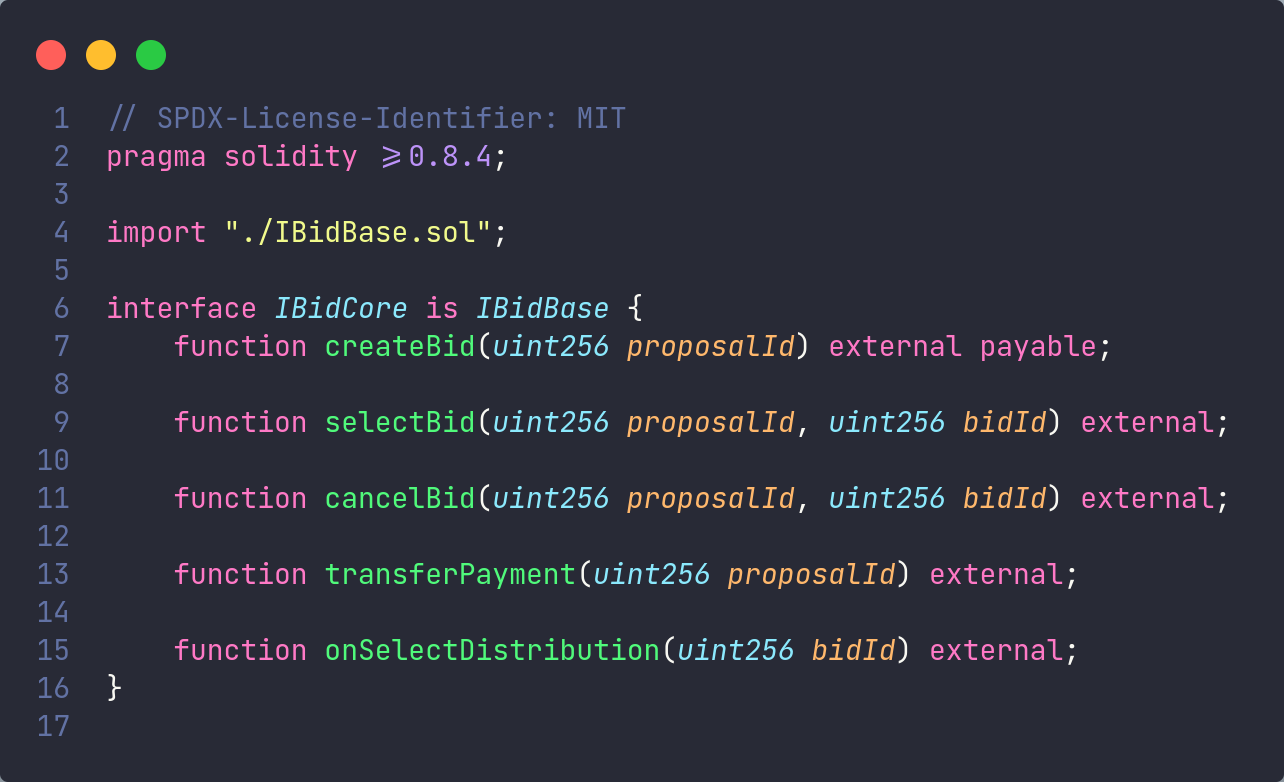 1 // SPDX-License-Identifier: MIT
2 pragma solidity >=0.8.4;
3
4 import "./IBidBase.sol";
5
6 interface IBidCore is IBidBase {
7     function createBid(uint256 proposalId) external payable;
8
9     function selectBid(uint256 proposalId, uint256 bidId) external;
10
11     function cancelBid(uint256 proposalId, uint256 bidId) external;
12
13     function transferPayment(uint256 proposalId) external;
14
15     function onSelectDistribution(uint256 bidId) external;
16 }
17